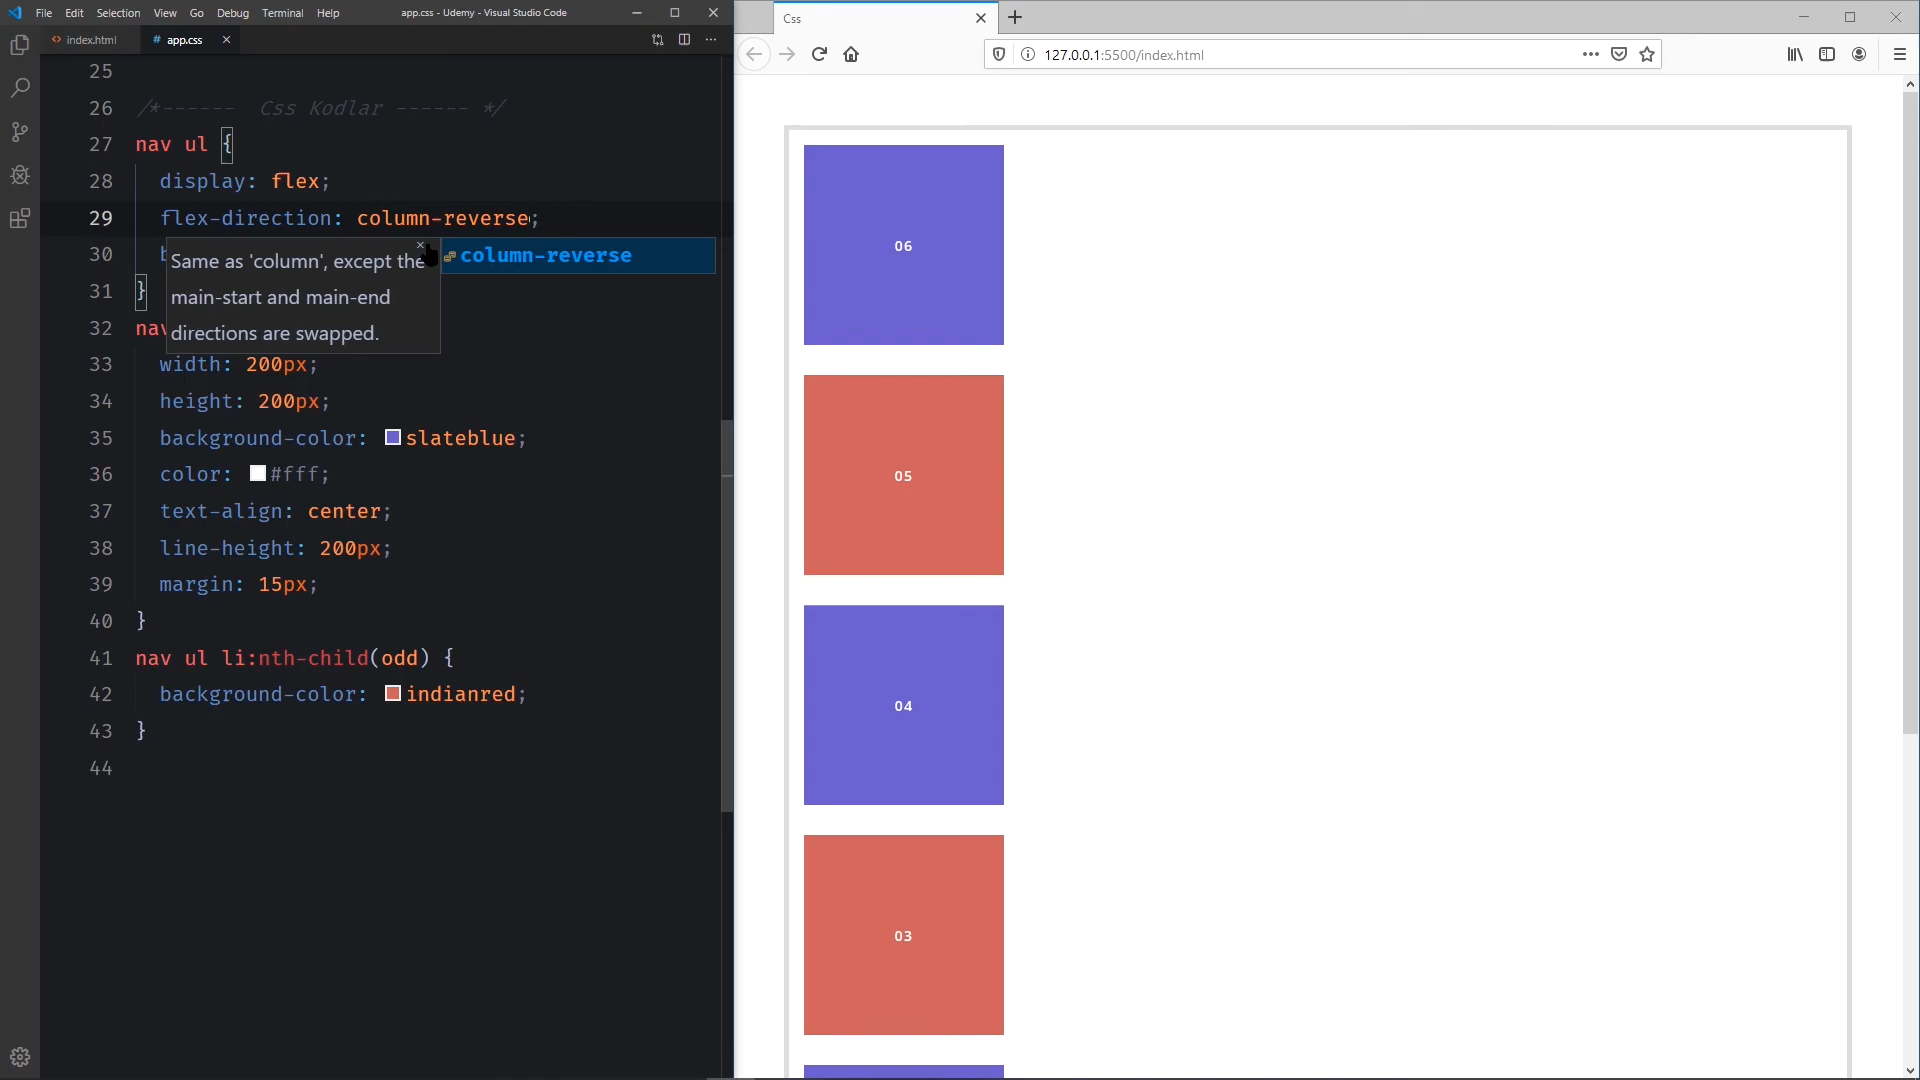 File Edit Selection View Go Debug Terminal Help app.css - Udemy - Visual Studio Code
index.html # app.css
25
26 /*------ Css Kodlar ------ */
27 nav ul {
28 display: flex;
29 flex-direction: column-reverse;
30
31 }
32 nav
33 width: 200px;
34 height: 200px;
35 background-color: slateblue;
36 color: #fff;
37 text-align: center;
38 line-height: 200px;
39 margin: 15px;
40 }
41 nav ul li:nth-child(odd) {
42 background-color: indianred;
43 }
44
Same as 'column', except the
main-start and main-end
directions are swapped.
column-reverse
Css
127.0.0.1:5500/index.html
06
05
04
03